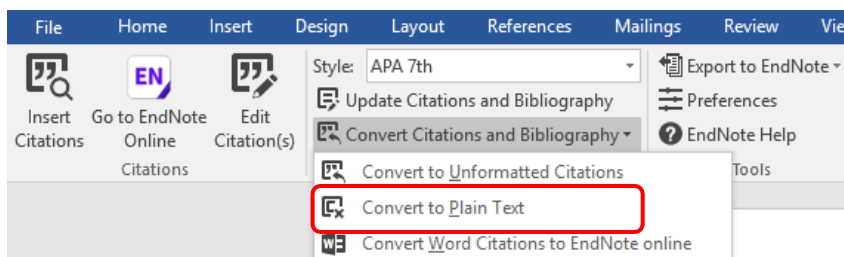 File Home Insert Design Layout References Mailings Review Vie
Style: APA 7th Export to EndNote
EN
Update Citations and Bibliography Preferences
Insert Go to EndNote Edit
Citations Online Citation(s)
Convert Citations and Bibliography EndNote Help
Citations Tools
Convert to Unformatted Citations
Convert to Plain Text
Convert Word Citations to EndNote online